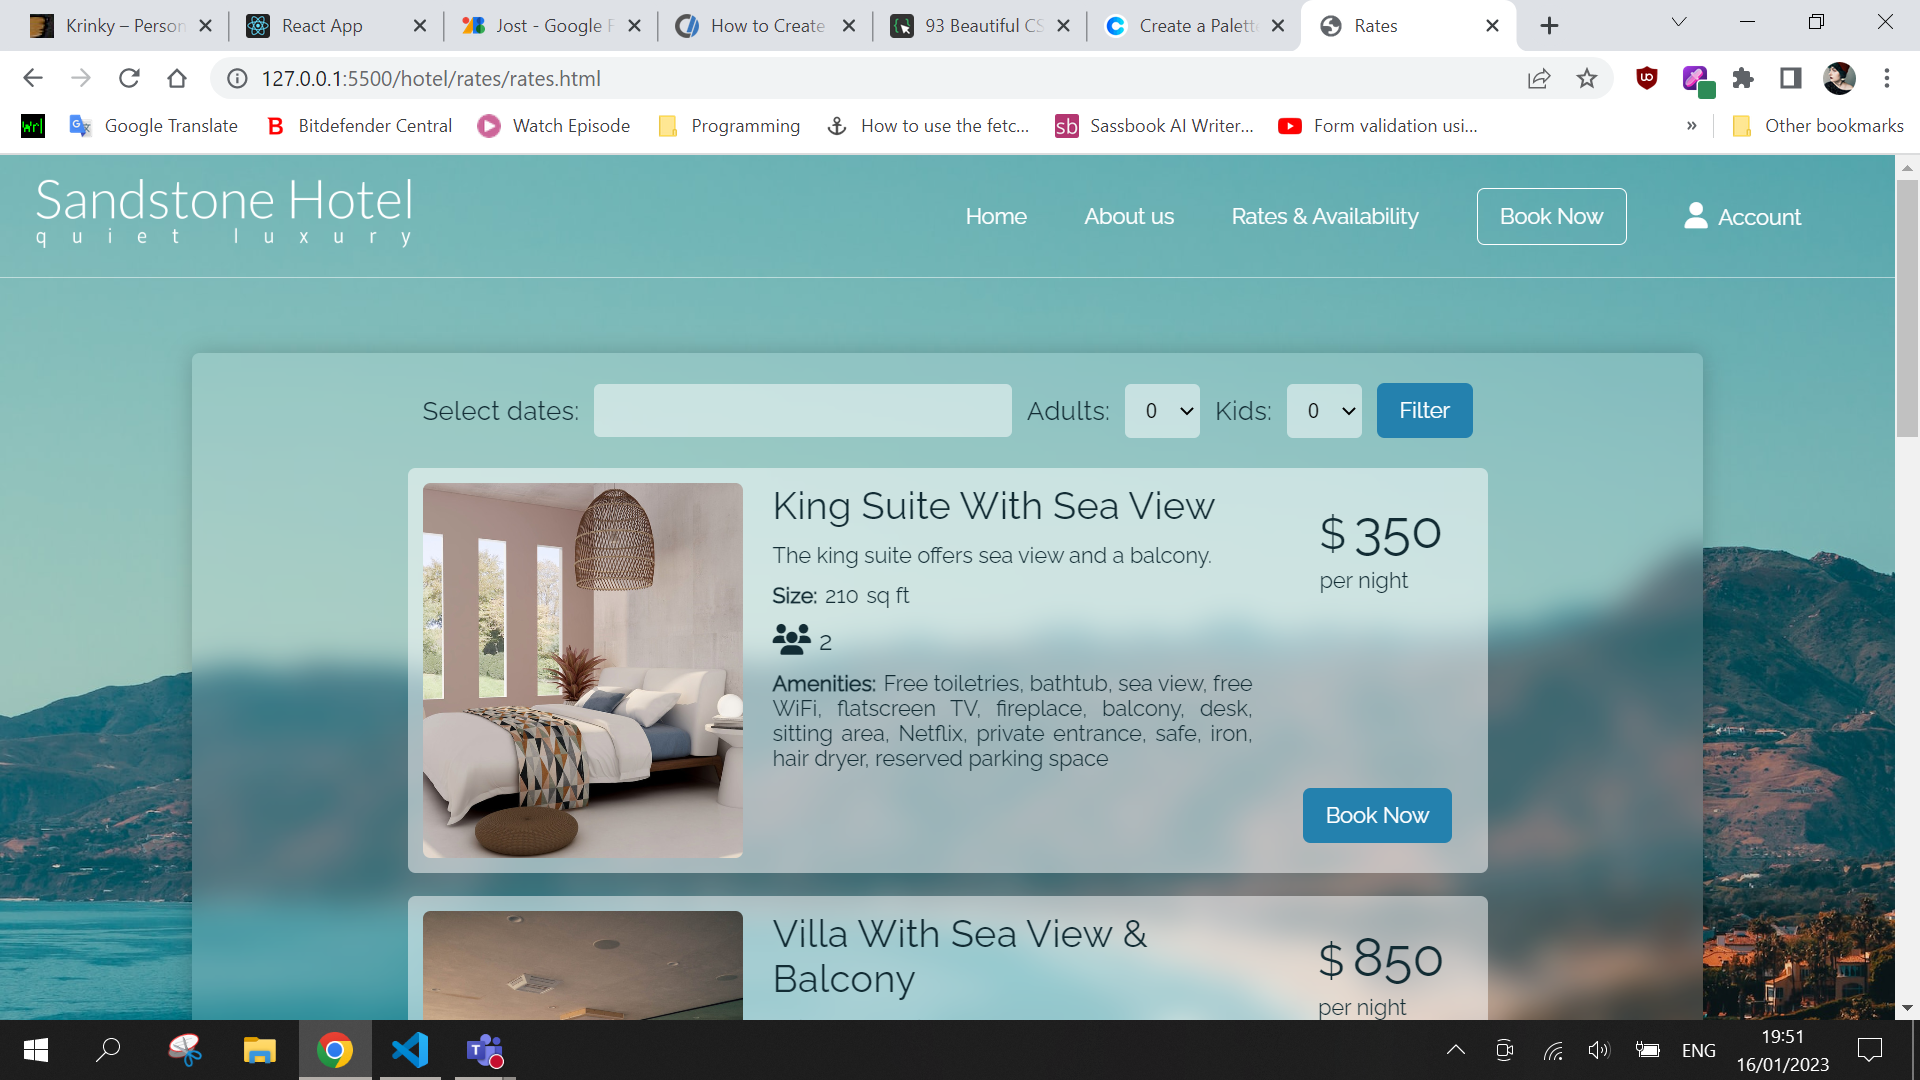 Krinky – Person
React App
Jost - Google F
How to Create
93 Beautiful CS
Create a Palett
Rates
127.0.0.1:5500/hotel/rates/rates.html
wrl
Google Translate
Bitdefender Central
Watch Episode
Programming
How to use the fetc...
sb
Sassbook AI Writer...
Form validation usi...
»
Other bookmarks
Sandstone Hotel
quiet luxury
Home
About us
Rates & Availability
Book Now
Account
Select dates:
Adults:
0
Kids:
0
Filter
King Suite With Sea View
The king suite offers sea view and a balcony.
Size: 210 sq ft
2
Amenities: Free toiletries, bathtub, sea view, free
WiFi, flatscreen TV, fireplace, balcony, desk,
sitting area, Netflix, private entrance, safe, iron,
hair dryer, reserved parking space
$ 350
per night
Book Now
Villa With Sea View &
Balcony
$ 850
per night
ENG
19:51
16/01/2023